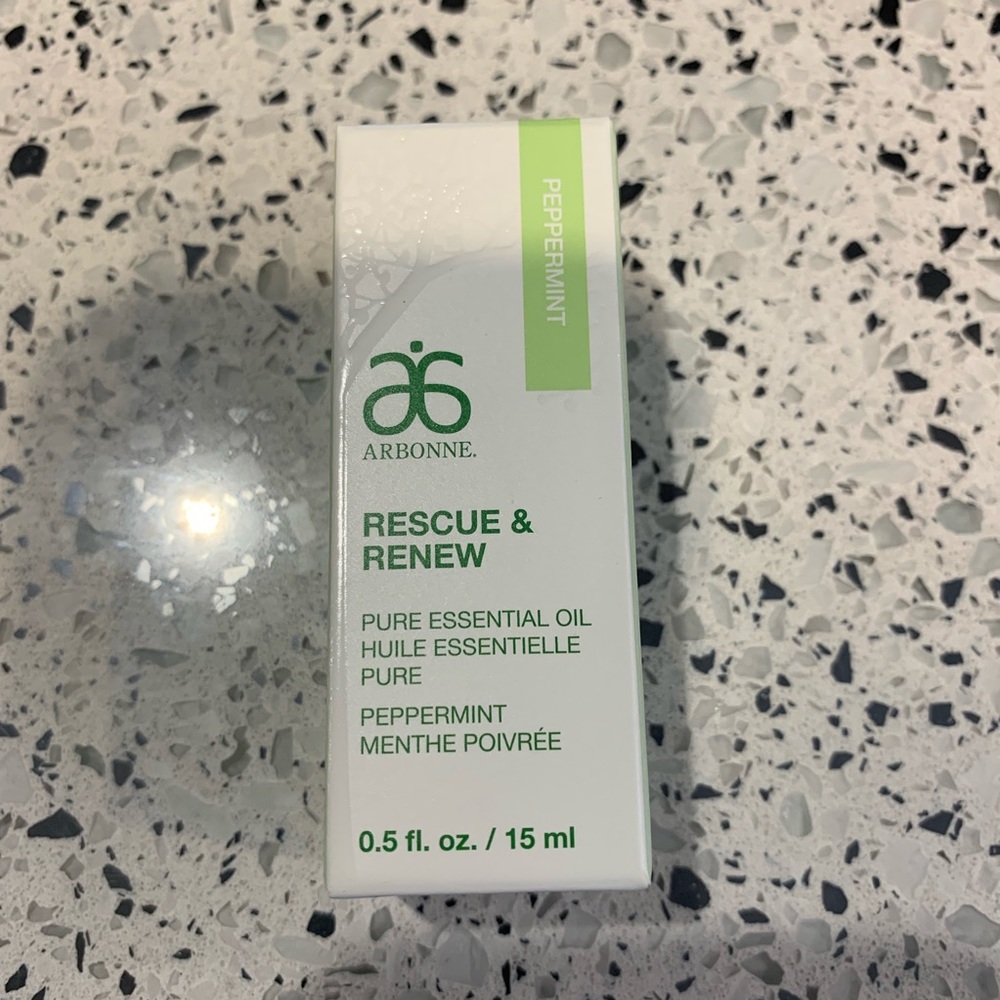 PEPPERMINT
ARBONNE.
RESCUE &
RENEW
PURE ESSENTIAL OIL
HUILE ESSENTIELLE
PURE
PEPPERMINT
MENTHE POIVRÉE
0.5 fl. oz. / 15 ml